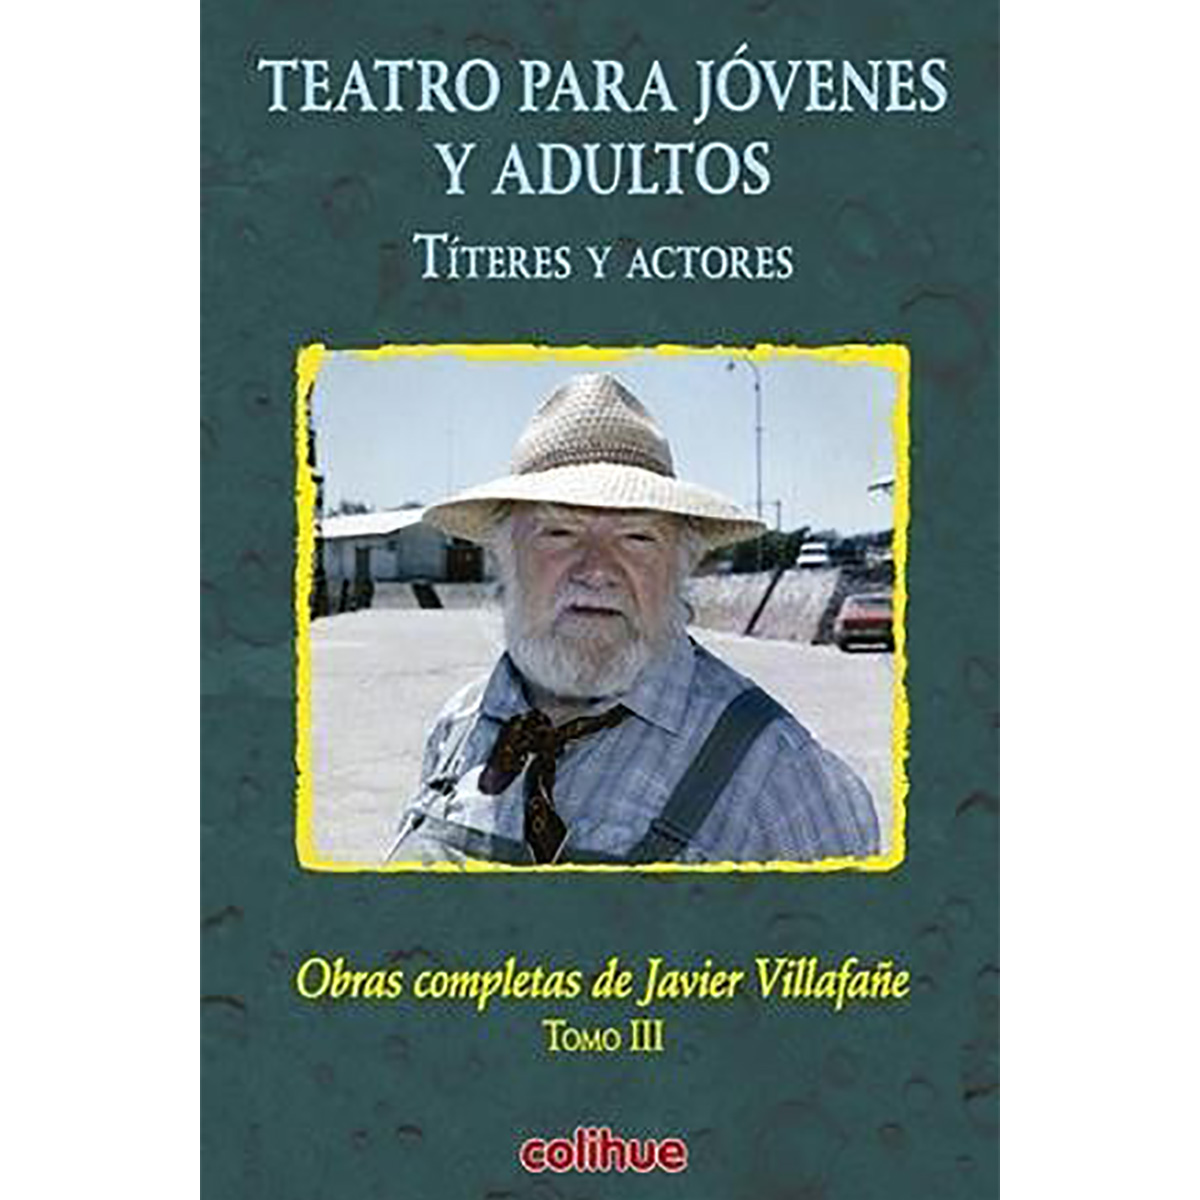 TEATRO PARA JÓVENES
Y ADULTOS
TÍTERES Y ACTORES
Obras completas de Javier Villafañe
TOMO III
colihue